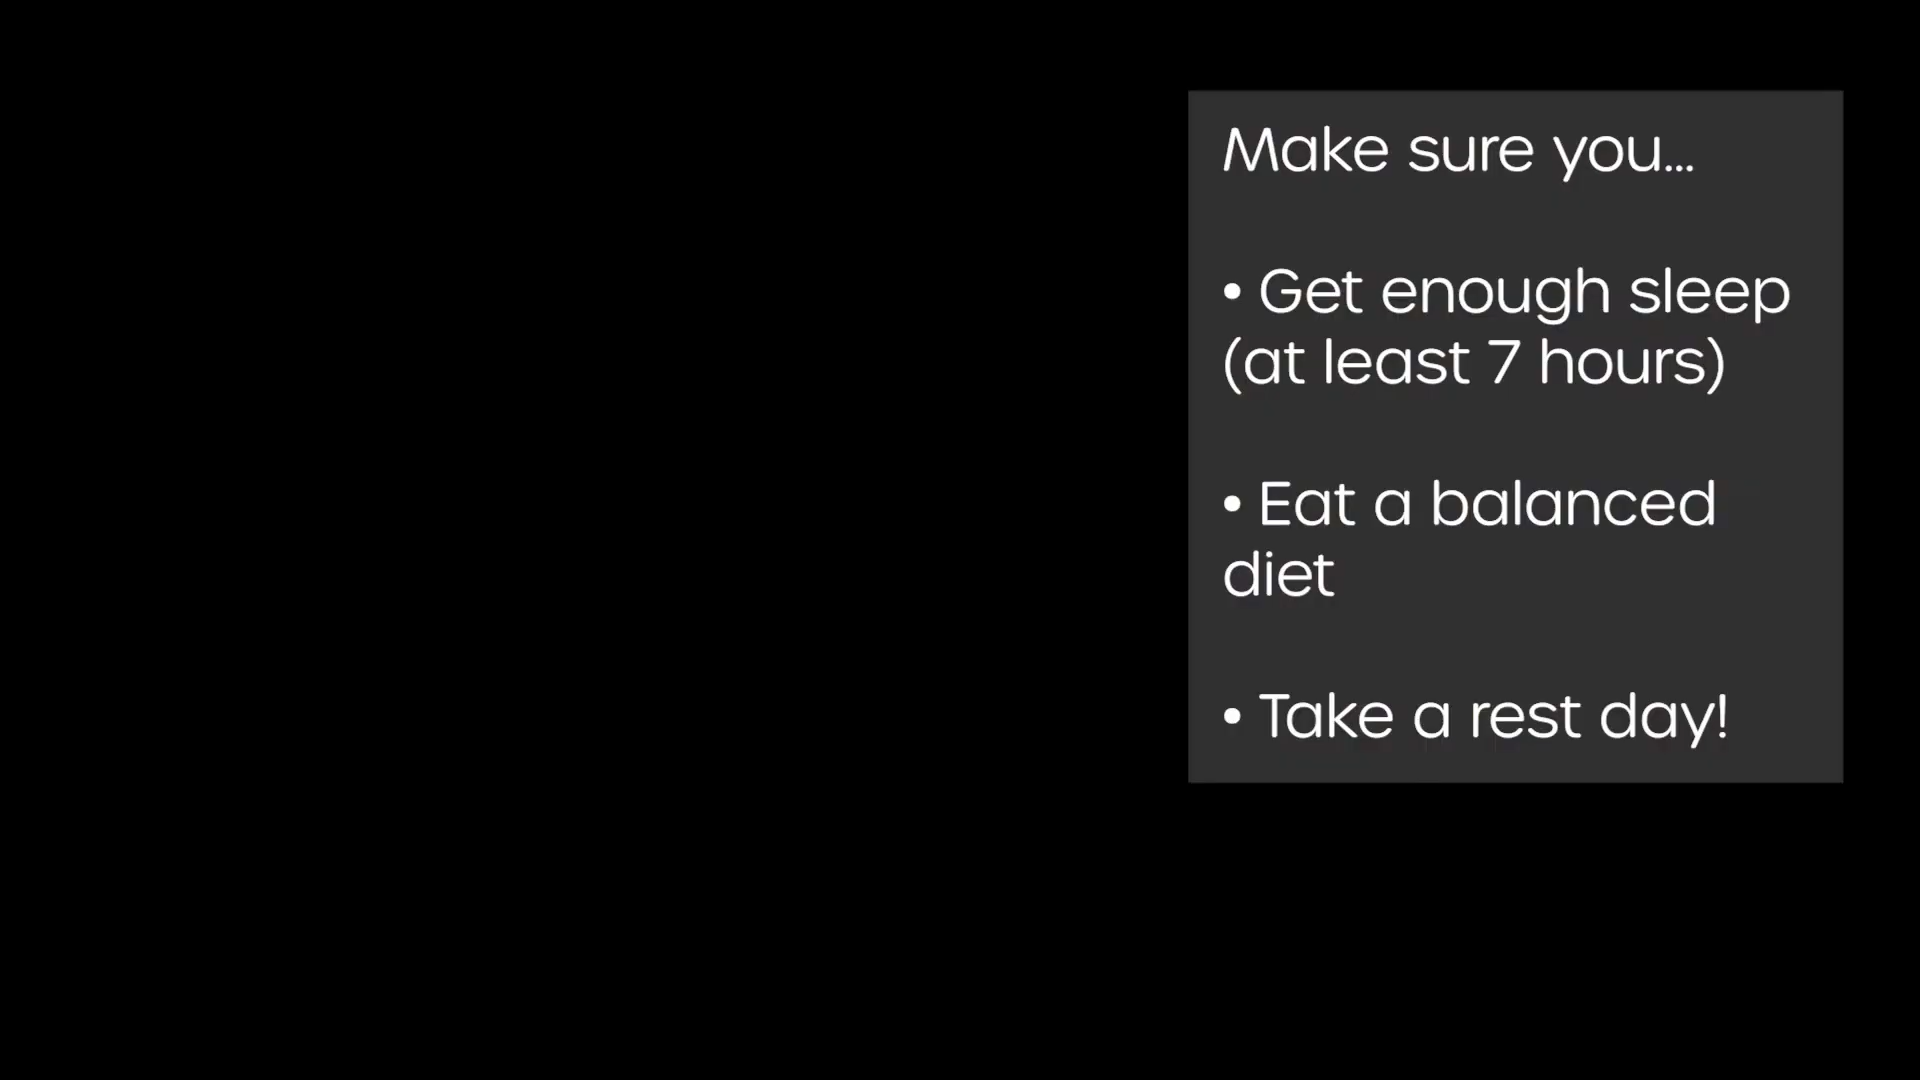 Make sure you...
• Get enough sleep
(at least 7 hours)
• Eat a balanced
diet
• Take a rest day!